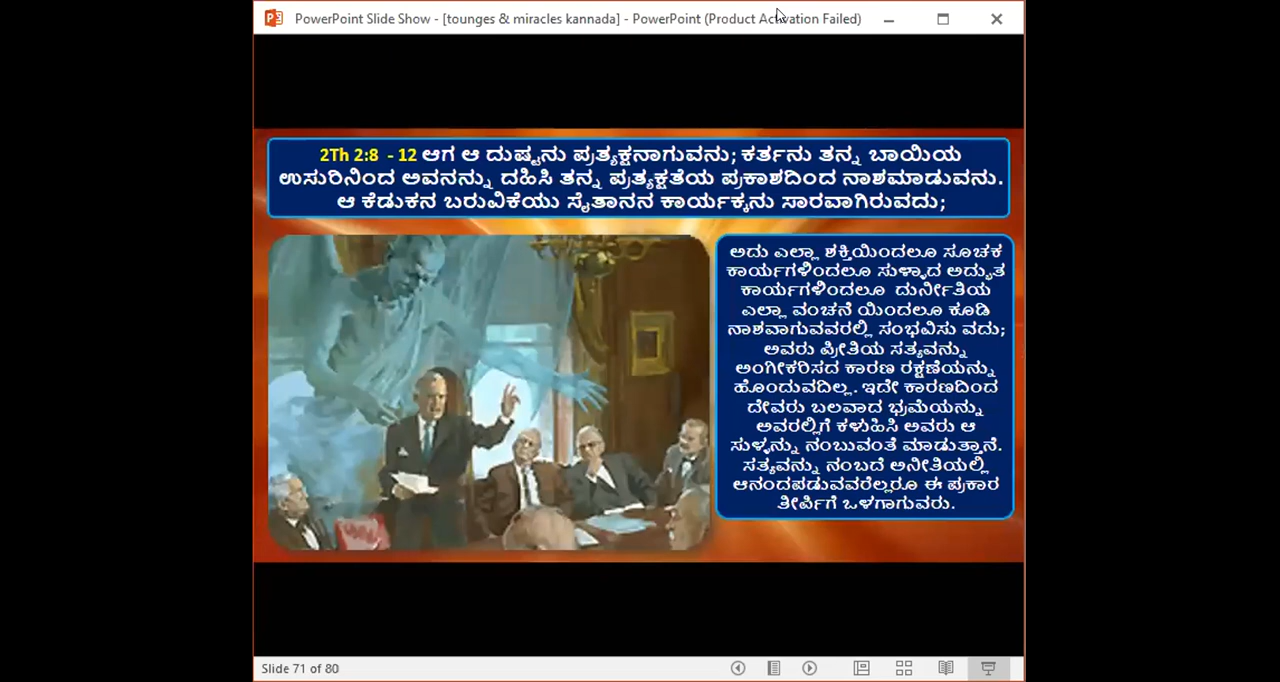 PowerPoint Slide Show - [tounges & miracles kannada] - PowerPoint (Product Activation Failed)
2Th 2:8 - 12 ಆಗ ಆ ದುಷ್ಟನು ಪ್ರತ್ಯಕ್ಷನಾಗುವನು; ಕರ್ತನು ತನ್ನ ಬಾಯಿಯ
ಉಸುರಿನಿಂದ ಅವನನ್ನು ದಹಿಸಿ ತನ್ನ ಪ್ರತ್ಯಕ್ಷತೆಯ ಪ್ರಕಾಶದಿಂದ ನಾಶಮಾಡುವನು.
ಆ ಕೆಡುಕನ ಬರುವಿಕೆಯು ಸೈತಾನನ ಕಾರ್ಯಕ್ಕನು ಸಾರವಾಗಿರುವದು;
ಅದು ಎಲ್ಲಾ ಶಕ್ತಿಯಿಂದಲೂ ಸೂಚಕ
ಕಾರ್ಯಗಳಿಂದಲೂ ಸುಳ್ಳಾದ ಅದ್ಭುತ
ಕಾರ್ಯಗಳಿಂದಲೂ ದುರ್ನೀತಿಯ
ಎಲ್ಲಾ ವಂಚನೆ ಯಿಂದಲೂ ಕೂಡಿ
ನಾಶವಾಗುವವರಲ್ಲಿ ಸಂಭವಿಸು ವದು;
ಅವರು ಪ್ರೀತಿಯ ಸತ್ಯವನ್ನು
ಅಂಗೀಕರಿಸದ ಕಾರಣ ರಕ್ಷಣೆಯನ್ನು
ಹೊಂದುವದಿಲ್ಲ. ಇದೇ ಕಾರಣದಿಂದ
ದೇವರು ಬಲವಾದ ಭ್ರಮೆಯನ್ನು
ಅವರಲ್ಲಿಗೆ ಕಳುಹಿಸಿ ಅವರು ಆ
ಸುಳ್ಳನ್ನು ನಂಬುವಂತೆ ಮಾಡುತ್ತಾನೆ.
ಸತ್ಯವನ್ನು ನಂಬದೆ ಅನೀತಿಯಲ್ಲಿ
ಆನಂದಪಡುವವರೆಲ್ಲರೂ ಈ ಪ್ರಕಾರ
ತೀರ್ಪಿಗೆ ಒಳಗಾಗುವರು.
Slide 71 of 80